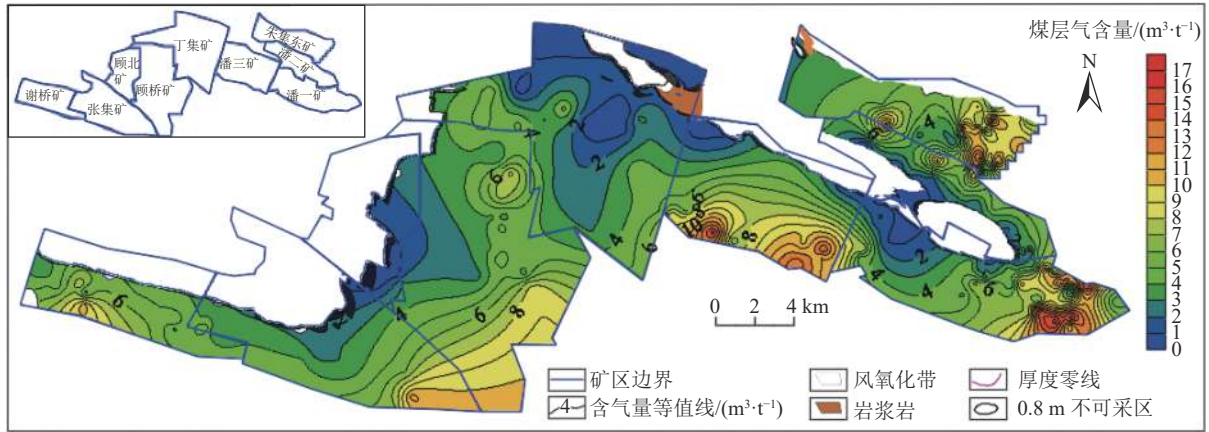 煤层气含量/(m³·t⁻¹)
N
丁集矿
朱集东矿
潘二矿
潘三矿
顾北矿
谢桥矿
张集矿
顾桥矿
潘一矿
17
16
15
14
13
12
11
10
9
8
7
6
5
4
3
2
1
0
4
6
2
2
4
6
6
4
6
8
10
8
4
2
4
6
0 2 4 km
矿区边界
风氧化带
厚度零线
4 含气量等值线/(m³·t⁻¹)
岩浆岩
0.8 m 不可采区